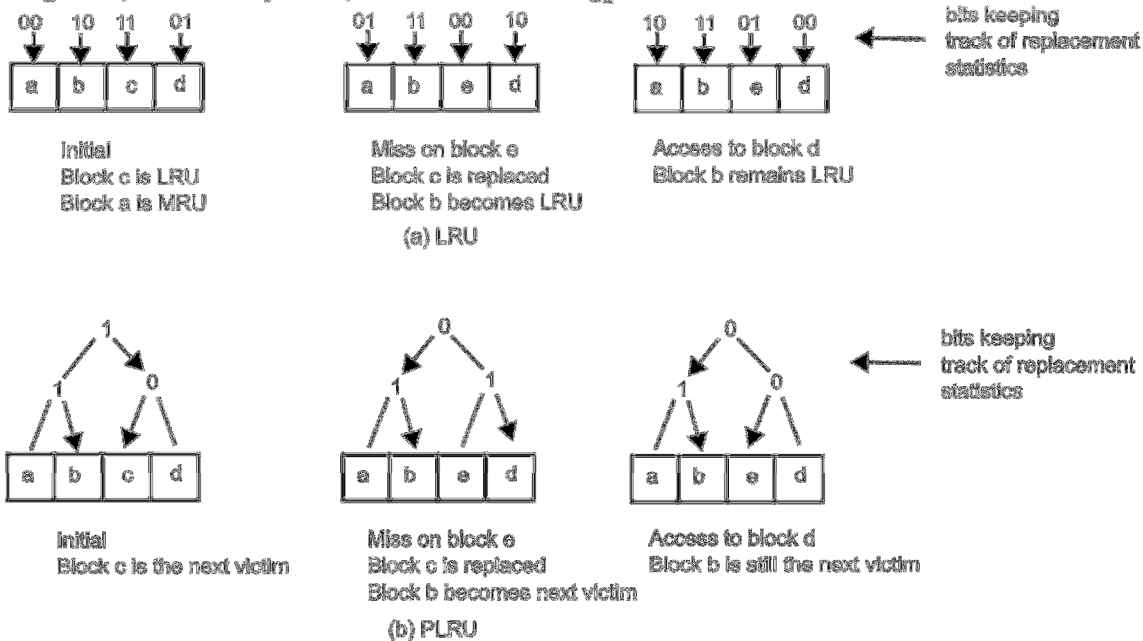 00 10 11 01
a b c d
Initial
Block c is LRU
Block a is MRU
01 11 00 10
a b e d
Miss on block e
Block c is replaced
Block b becomes LRU
10 11 01 00
a b e d
Access to block d
Block b remains LRU
bits keeping
track of replacement
statistics
(a) LRU
1
1 0
a b c d
Initial
Block c is the next victim
0
1 1
a b e d
Miss on block e
Block c is replaced
Block b becomes next victim
0
1 0
a b e d
Access to block d
Block b is still the next victim
bits keeping
track of replacement
statistics
(b) PLRU